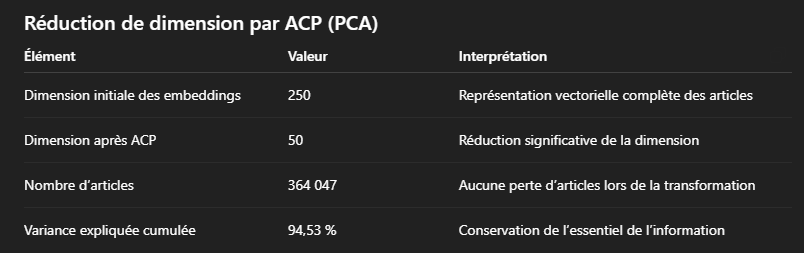 Réduction de dimension par ACP (PCA)
Élément Valeur Interprétation
Dimension initiale des embeddings 250 Représentation vectorielle complète des articles
Dimension après ACP 50 Réduction significative de la dimension
Nombre d’articles 364 047 Aucune perte d’articles lors de la transformation
Variance expliquée cumulée 94,53 % Conservation de l’essentiel de l’information